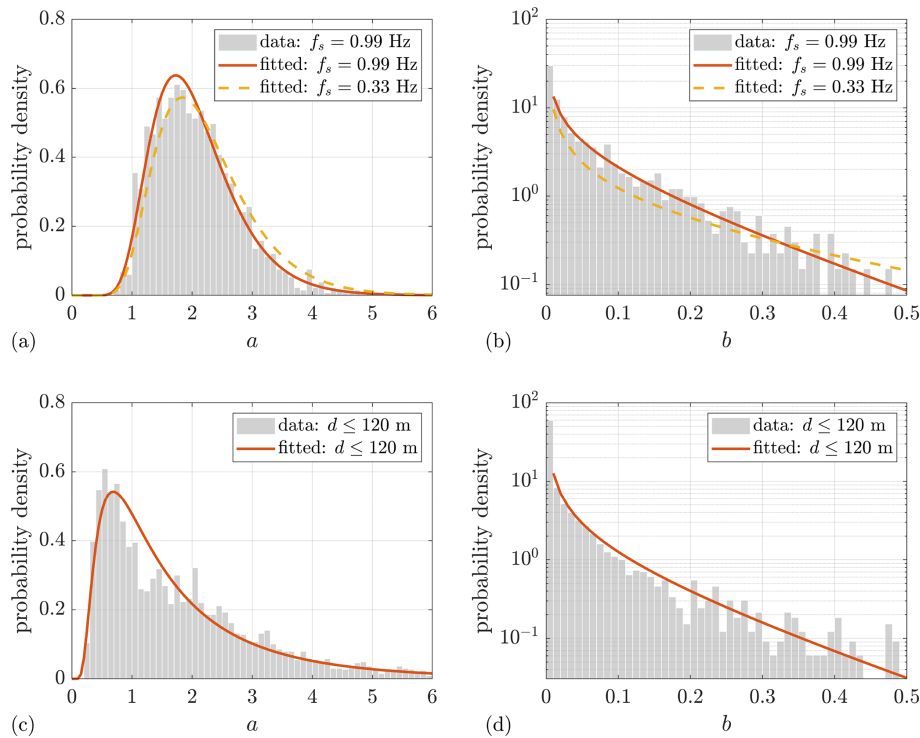 0.8
0.6
0.4
0.2
0
probability density
data: f_s = 0.99 Hz
fitted: f_s = 0.99 Hz
fitted: f_s = 0.33 Hz
0 1 2 3 4 5 6
(a)
a
10^2
10^1
10^0
10^−1
probability density
data: f_s = 0.99 Hz
fitted: f_s = 0.99 Hz
fitted: f_s = 0.33 Hz
0 0.1 0.2 0.3 0.4 0.5
(b)
b
0.8
0.6
0.4
0.2
0
probability density
data: d ≤ 120 m
fitted: d ≤ 120 m
0 1 2 3 4 5 6
(c)
a
10^2
10^1
10^0
10^−1
probability density
data: d ≤ 120 m
fitted: d ≤ 120 m
0 0.1 0.2 0.3 0.4 0.5
(d)
b